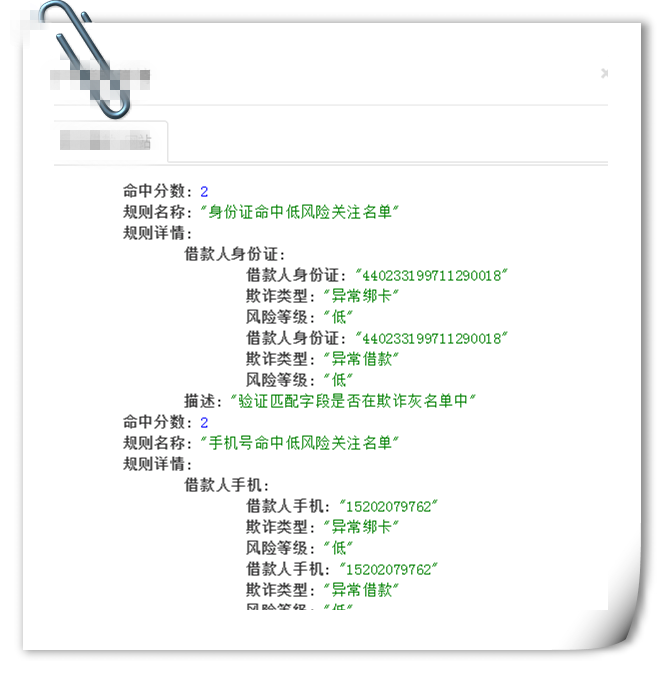 命中分数: 2
规则名称: "身份证命中低风险关注名单"
规则详情:
借款人身份证:
借款人身份证: "440233199711290018"
欺诈类型: "异常绑卡"
风险等级: "低"
借款人身份证: "440233199711290018"
欺诈类型: "异常借款"
风险等级: "低"
描述: "验证匹配字段是否在欺诈灰名单中"
命中分数: 2
规则名称: "手机号命中低风险关注名单"
规则详情:
借款人手机:
借款人手机: "15202079762"
欺诈类型: "异常绑卡"
风险等级: "低"
借款人手机: "15202079762"
欺诈类型: "异常借款"
风险等级: "低"